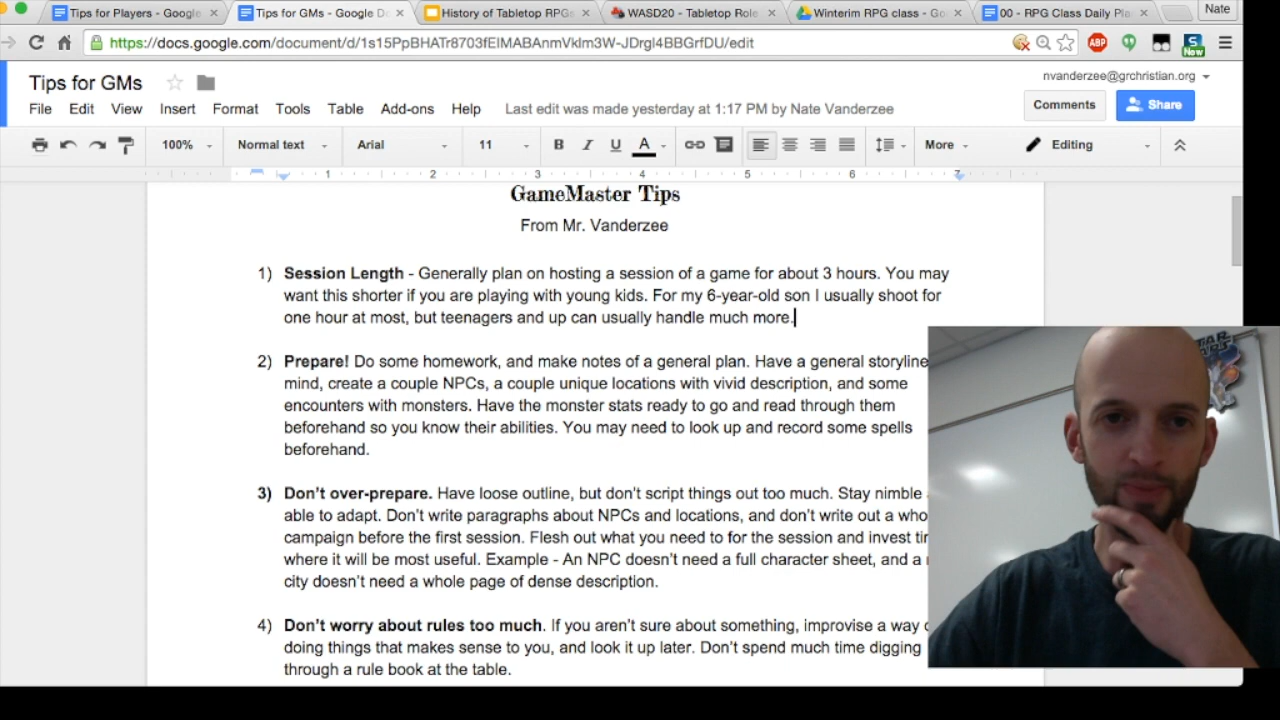 Tips for Players - Google
Tips for GMs - Google Do
History of Tabletop RPGs
WASD20 - Tabletop Role
Winterim RPG class - Go
00 - RPG Class Daily Pla
Nate
https://docs.google.com/document/d/1s15PpBHATr8703fElMABAnmVklm3W-JDrgl4BBGrfDU/edit
ABP
S
Now
Tips for GMs
nvanderzee@grchristian.org
File Edit View Insert Format Tools Table Add-ons Help Last edit was made yesterday at 1:17 PM by Nate Vanderzee
Comments Share
100% Normal text Arial 11 B I U A More Editing
1 2 3 4 5 6 7
GameMaster Tips
From Mr. Vanderzee
1) Session Length - Generally plan on hosting a session of a game for about 3 hours. You may
want this shorter if you are playing with young kids. For my 6-year-old son I usually shoot for
one hour at most, but teenagers and up can usually handle much more.
2) Prepare! Do some homework, and make notes of a general plan. Have a general storyline
mind, create a couple NPCs, a couple unique locations with vivid description, and some
encounters with monsters. Have the monster stats ready to go and read through them
beforehand so you know their abilities. You may need to look up and record some spells
beforehand.
3) Don't over-prepare. Have loose outline, but don't script things out too much. Stay nimble
able to adapt. Don't write paragraphs about NPCs and locations, and don't write out a who
campaign before the first session. Flesh out what you need to for the session and invest ti
where it will be most useful. Example - An NPC doesn't need a full character sheet, and a
city doesn't need a whole page of dense description.
4) Don't worry about rules too much. If you aren't sure about something, improvise a way
doing things that makes sense to you, and look it up later. Don't spend much time digging
through a rule book at the table.